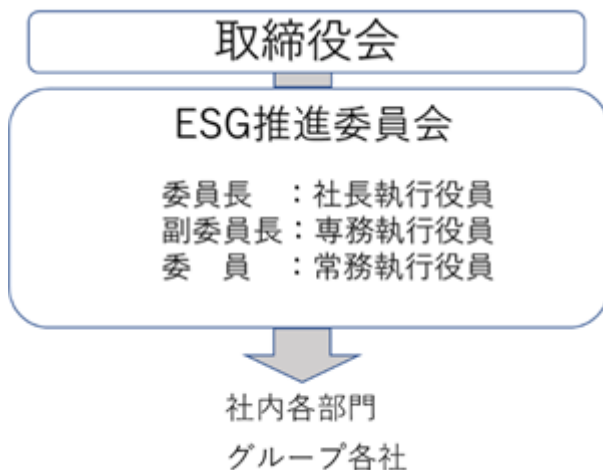 取締役会
ESG推進委員会
委員長　：社長執行役員
副委員長：専務執行役員
委　員　：常務執行役員
社内各部門
グループ各社